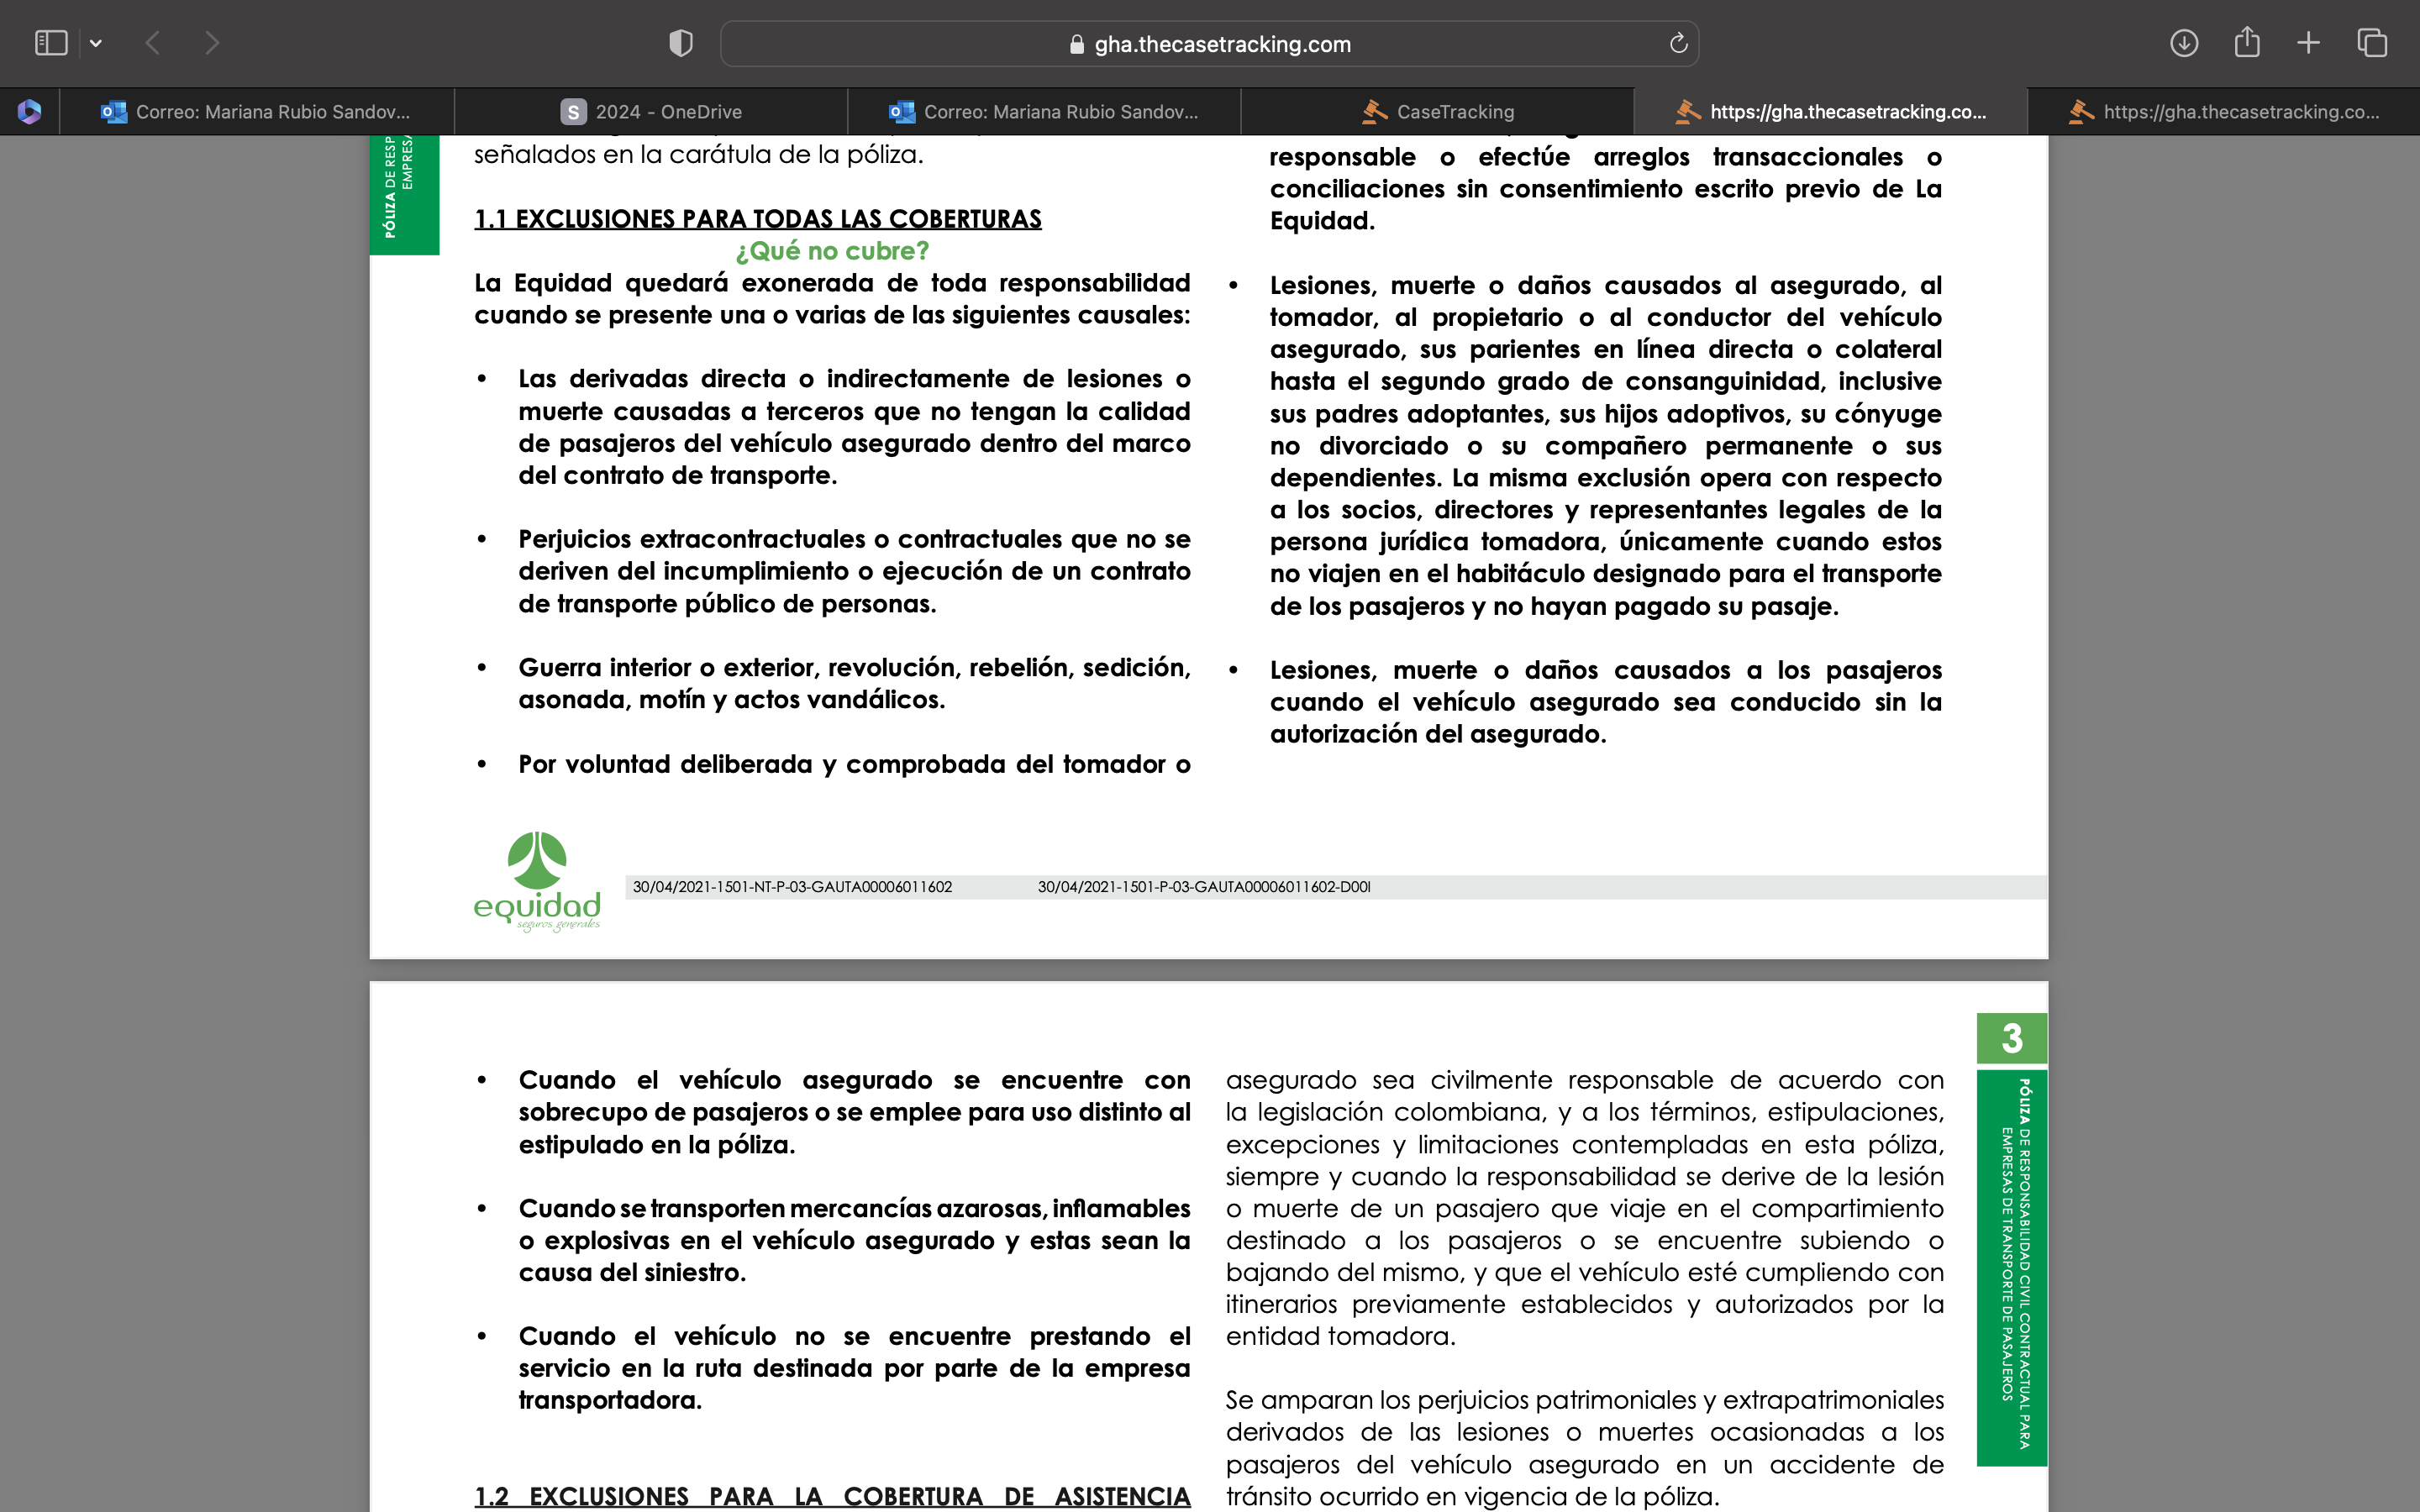 gha.thecasetracking.com
Correo: Mariana Rubio Sandov...
S 2024 - OneDrive
Correo: Mariana Rubio Sandov...
CaseTracking
https://gha.thecasetracking.co...
https://gha.thecasetracking.co...
PÓLIZA DE RESP
EMPRESA
señalados en la carátula de la póliza.
1.1 EXCLUSIONES PARA TODAS LAS COBERTURAS
¿Qué no cubre?
La Equidad quedará exonerada de toda responsabilidad
cuando se presente una o varias de las siguientes causales:
• Las derivadas directa o indirectamente de lesiones o
muerte causadas a terceros que no tengan la calidad
de pasajeros del vehículo asegurado dentro del marco
del contrato de transporte.
• Perjuicios extracontractuales o contractuales que no se
deriven del incumplimiento o ejecución de un contrato
de transporte público de personas.
• Guerra interior o exterior, revolución, rebelión, sedición,
asonada, motín y actos vandálicos.
• Por voluntad deliberada y comprobada del tomador o
responsable o efectúe arreglos transaccionales o
conciliaciones sin consentimiento escrito previo de La
Equidad.
• Lesiones, muerte o daños causados al asegurado, al
tomador, al propietario o al conductor del vehículo
asegurado, sus parientes en línea directa o colateral
hasta el segundo grado de consanguinidad, inclusive
sus padres adoptantes, sus hijos adoptivos, su cónyuge
no divorciado o su compañero permanente o sus
dependientes. La misma exclusión opera con respecto
a los socios, directores y representantes legales de la
persona jurídica tomadora, únicamente cuando estos
no viajen en el habitáculo designado para el transporte
de los pasajeros y no hayan pagado su pasaje.
• Lesiones, muerte o daños causados a los pasajeros
cuando el vehículo asegurado sea conducido sin la
autorización del asegurado.
equidad
seguros generales
30/04/2021-1501-NT-P-03-GAUTA00006011602 30/04/2021-1501-P-03-GAUTA00006011602-D00I
• Cuando el vehículo asegurado se encuentre con
sobrecupo de pasajeros o se emplee para uso distinto al
estipulado en la póliza.
• Cuando se transporten mercancías azarosas, inflamables
o explosivas en el vehículo asegurado y estas sean la
causa del siniestro.
• Cuando el vehículo no se encuentre prestando el
servicio en la ruta destinada por parte de la empresa
transportadora.
1.2 EXCLUSIONES PARA LA COBERTURA DE ASISTENCIA
asegurado sea civilmente responsable de acuerdo con
la legislación colombiana, y a los términos, estipulaciones,
excepciones y limitaciones contempladas en esta póliza,
siempre y cuando la responsabilidad se derive de la lesión
o muerte de un pasajero que viaje en el compartimiento
destinado a los pasajeros o se encuentre subiendo o
bajando del mismo, y que el vehículo esté cumpliendo con
itinerarios previamente establecidos y autorizados por la
entidad tomadora.
Se amparan los perjuicios patrimoniales y extrapatrimoniales
derivados de las lesiones o muertes ocasionadas a los
pasajeros del vehículo asegurado en un accidente de
tránsito ocurrido en vigencia de la póliza.
3
PÓLIZA DE RESPONSABILIDAD CIVIL CONTRACTUAL PARA
EMPRESAS DE TRANSPORTE DE PASAJEROS